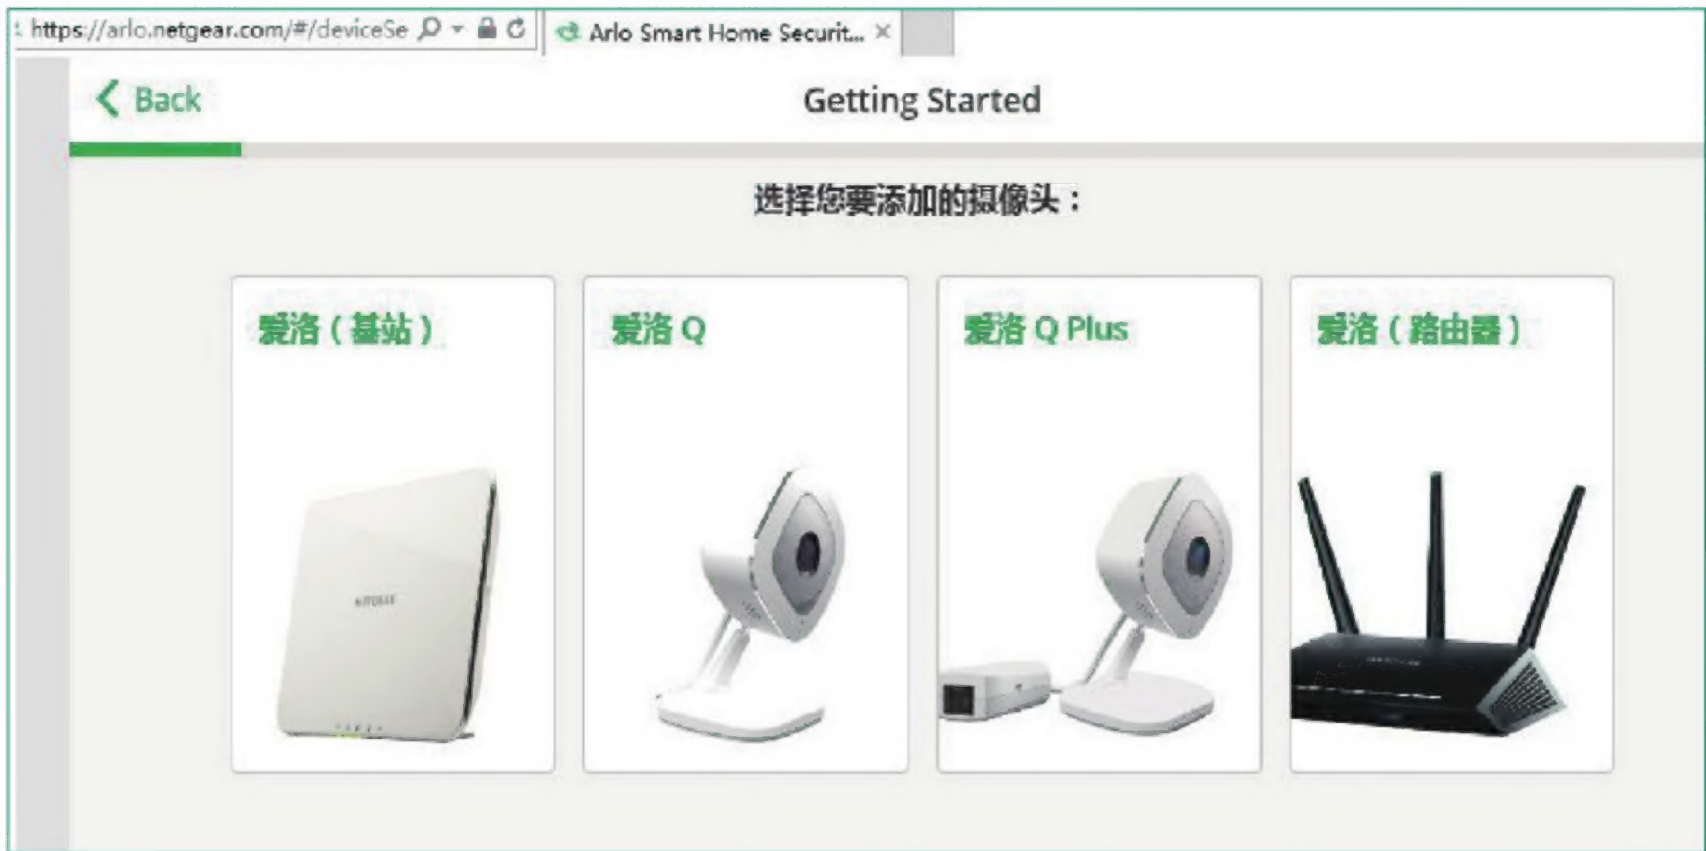 https://arlo.netgear.com/#/deviceSe
Arlo Smart Home Securit...
Back
Getting Started
选择您要添加的摄像头：
爱洛（基站）
爱洛 Q
爱洛 Q Plus
爱洛（路由器）
NETGEAR